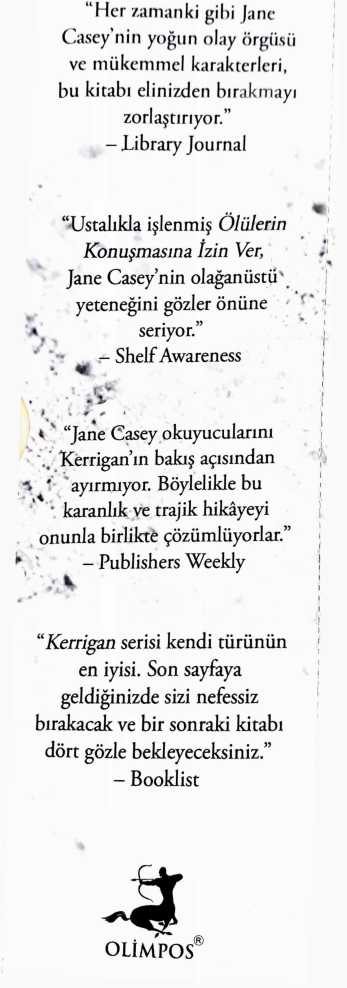 “Her zamanki gibi Jane
Casey’nin yoğun olay örgüsü
ve mükemmel karakterleri,
bu kitabı elinizden bırakmayı
zorlaştırıyor.”
– Library Journal
“Ustalıkla işlenmiş Ölülerin
Konuşmasına İzin Ver,
Jane Casey’nin olağanüstü
yeteneğini gözler önüne
seriyor.”
– Shelf Awareness
“Jane Casey okuyucularını
Kerrigan’ın bakış açısından
ayırmıyor. Böylelikle bu
karanlık ve trajik hikâyeyi
onunla birlikte çözümlüyorlar.”
– Publishers Weekly
“Kerrigan serisi kendi türünün
en iyisi. Son sayfaya
geldiğinizde sizi nefessiz
bırakacak ve bir sonraki kitabı
dört gözle bekleyeceksiniz.”
– Booklist
OLİMPOS®